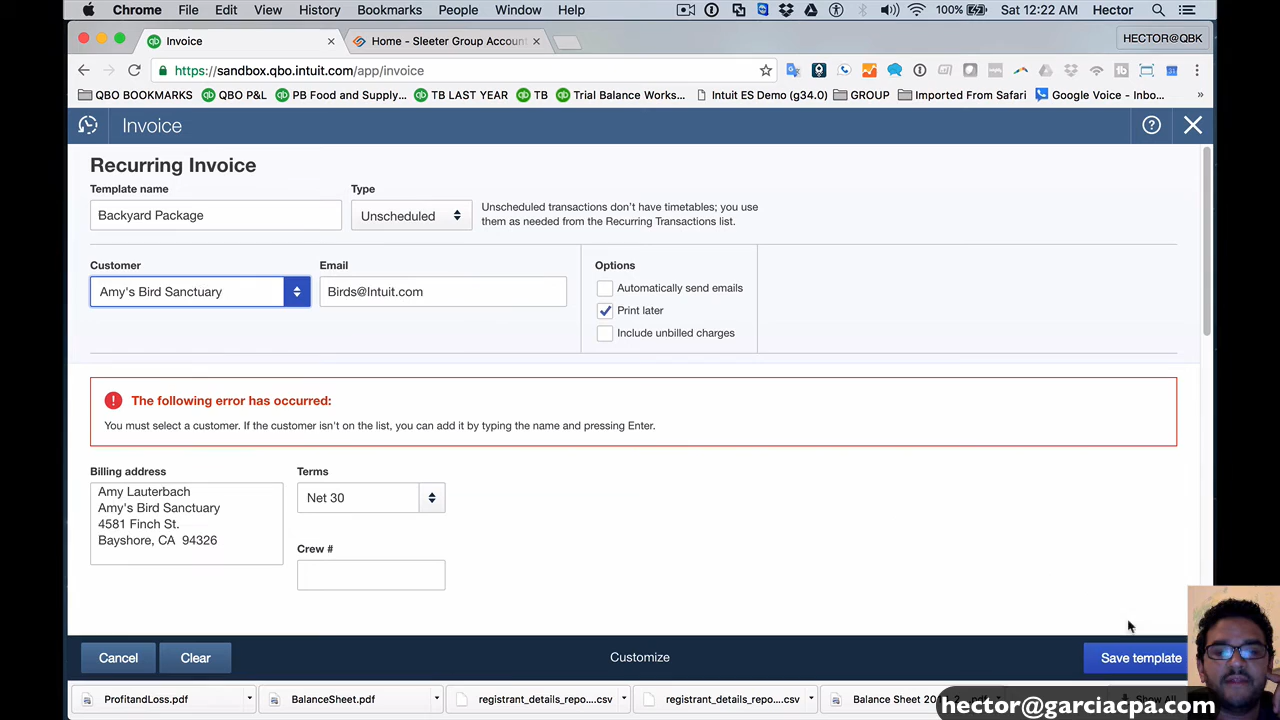 Chrome File Edit View History Bookmarks People Window Help 100% Sat 12:22 AM Hector
Invoice Home - Sleeter Group Account HECTOR@QBK
https://sandbox.qbo.intuit.com/app/invoice
QBO BOOKMARKS QBO P&L PB Food and Supply... TB LAST YEAR TB Trial Balance Works... Intuit ES Demo (g34.0) GROUP Imported From Safari Google Voice - Inbo... »
Invoice
Recurring Invoice
Template name Type
Backyard Package Unscheduled
Unscheduled transactions don't have timetables; you use
them as needed from the Recurring Transactions list.
Customer Email Options
Amy's Bird Sanctuary Birds@Intuit.com
Automatically send emails
Print later
Include unbilled charges
The following error has occurred:
You must select a customer. If the customer isn't on the list, you can add it by typing the name and pressing Enter.
Billing address Terms
Amy Lauterbach
Amy's Bird Sanctuary
4581 Finch St.
Bayshore, CA 94326
Net 30
Crew #
Cancel Clear Customize Save template
ProfitandLoss.pdf BalanceSheet.pdf registrant_details_repo....csv registrant_details_repo....csv Balance Sheet Show All
hector@garciacpa.com